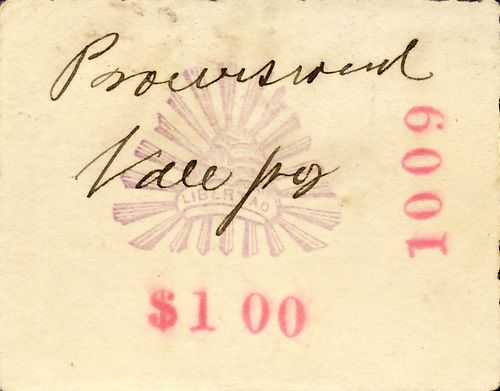 Provisional
Vale por
LIBERTAD
$1 00
1009